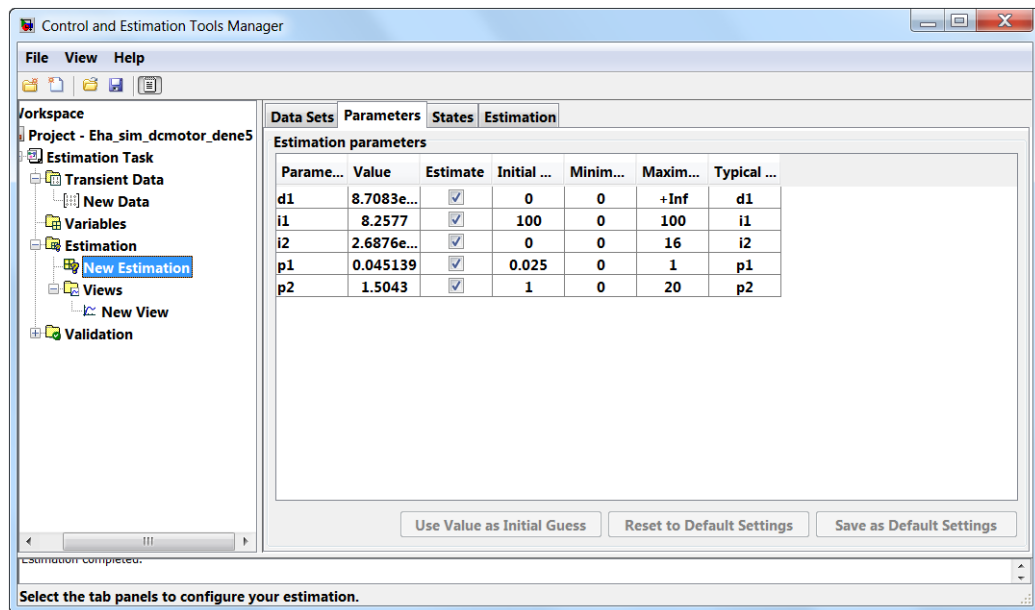 Control and Estimation Tools Manager
File View Help
Workspace
Project - Eha_sim_dcmotor_dene5
Estimation Task
Transient Data
New Data
Variables
Estimation
New Estimation
Views
New View
Validation
Data Sets Parameters States Estimation
Estimation parameters
Parame... Value Estimate Initial ... Minim... Maxim... Typical ...
d1 8.7083e... 0 0 +Inf d1
i1 8.2577 100 0 100 i1
i2 2.6876e... 0 0 16 i2
p1 0.045139 0.025 0 1 p1
p2 1.5043 1 0 20 p2
Use Value as Initial Guess Reset to Default Settings Save as Default Settings
Estimation completed.
Select the tab panels to configure your estimation.